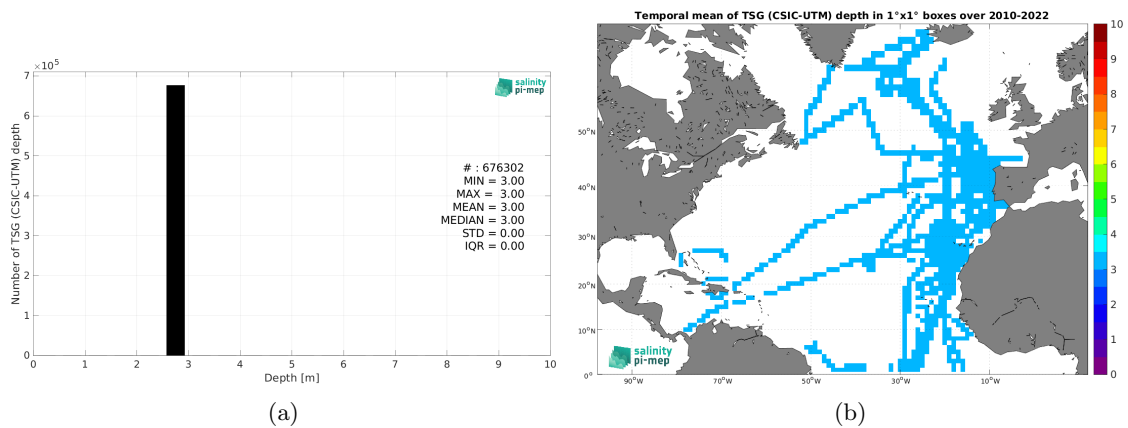 ×10⁵
7
6
5
4
3
2
1
0
Number of TSG (CSIC-UTM) depth
salinity
pi-mep
# : 676302
MIN = 3.00
MAX = 3.00
MEAN = 3.00
MEDIAN = 3.00
STD = 0.00
IQR = 0.00
0 1 2 3 4 5 6 7 8 9 10
Depth [m]
(a)
Temporal mean of TSG (CSIC-UTM) depth in 1°x1° boxes over 2010-2022
50°N
40°N
30°N
20°N
10°N
0°
90°W 70°W 50°W 30°W 10°W
salinity
pi-mep
10
9
8
7
6
5
4
3
2
1
0
(b)